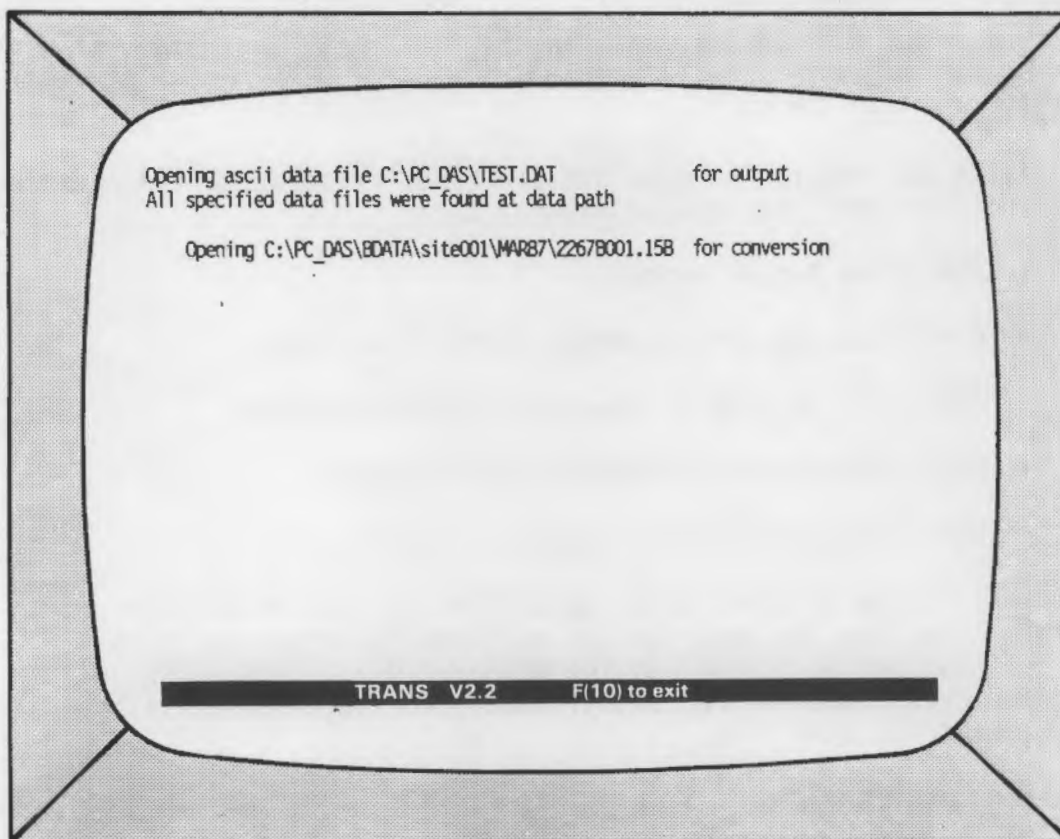 Opening ascii data file C:\PC_DAS\TEST.DAT for output
All specified data files were found at data path
Opening C:\PC_DAS\BDATA\site001\MAR87\22678001.15B for conversion
TRANS V2.2 F(10) to exit